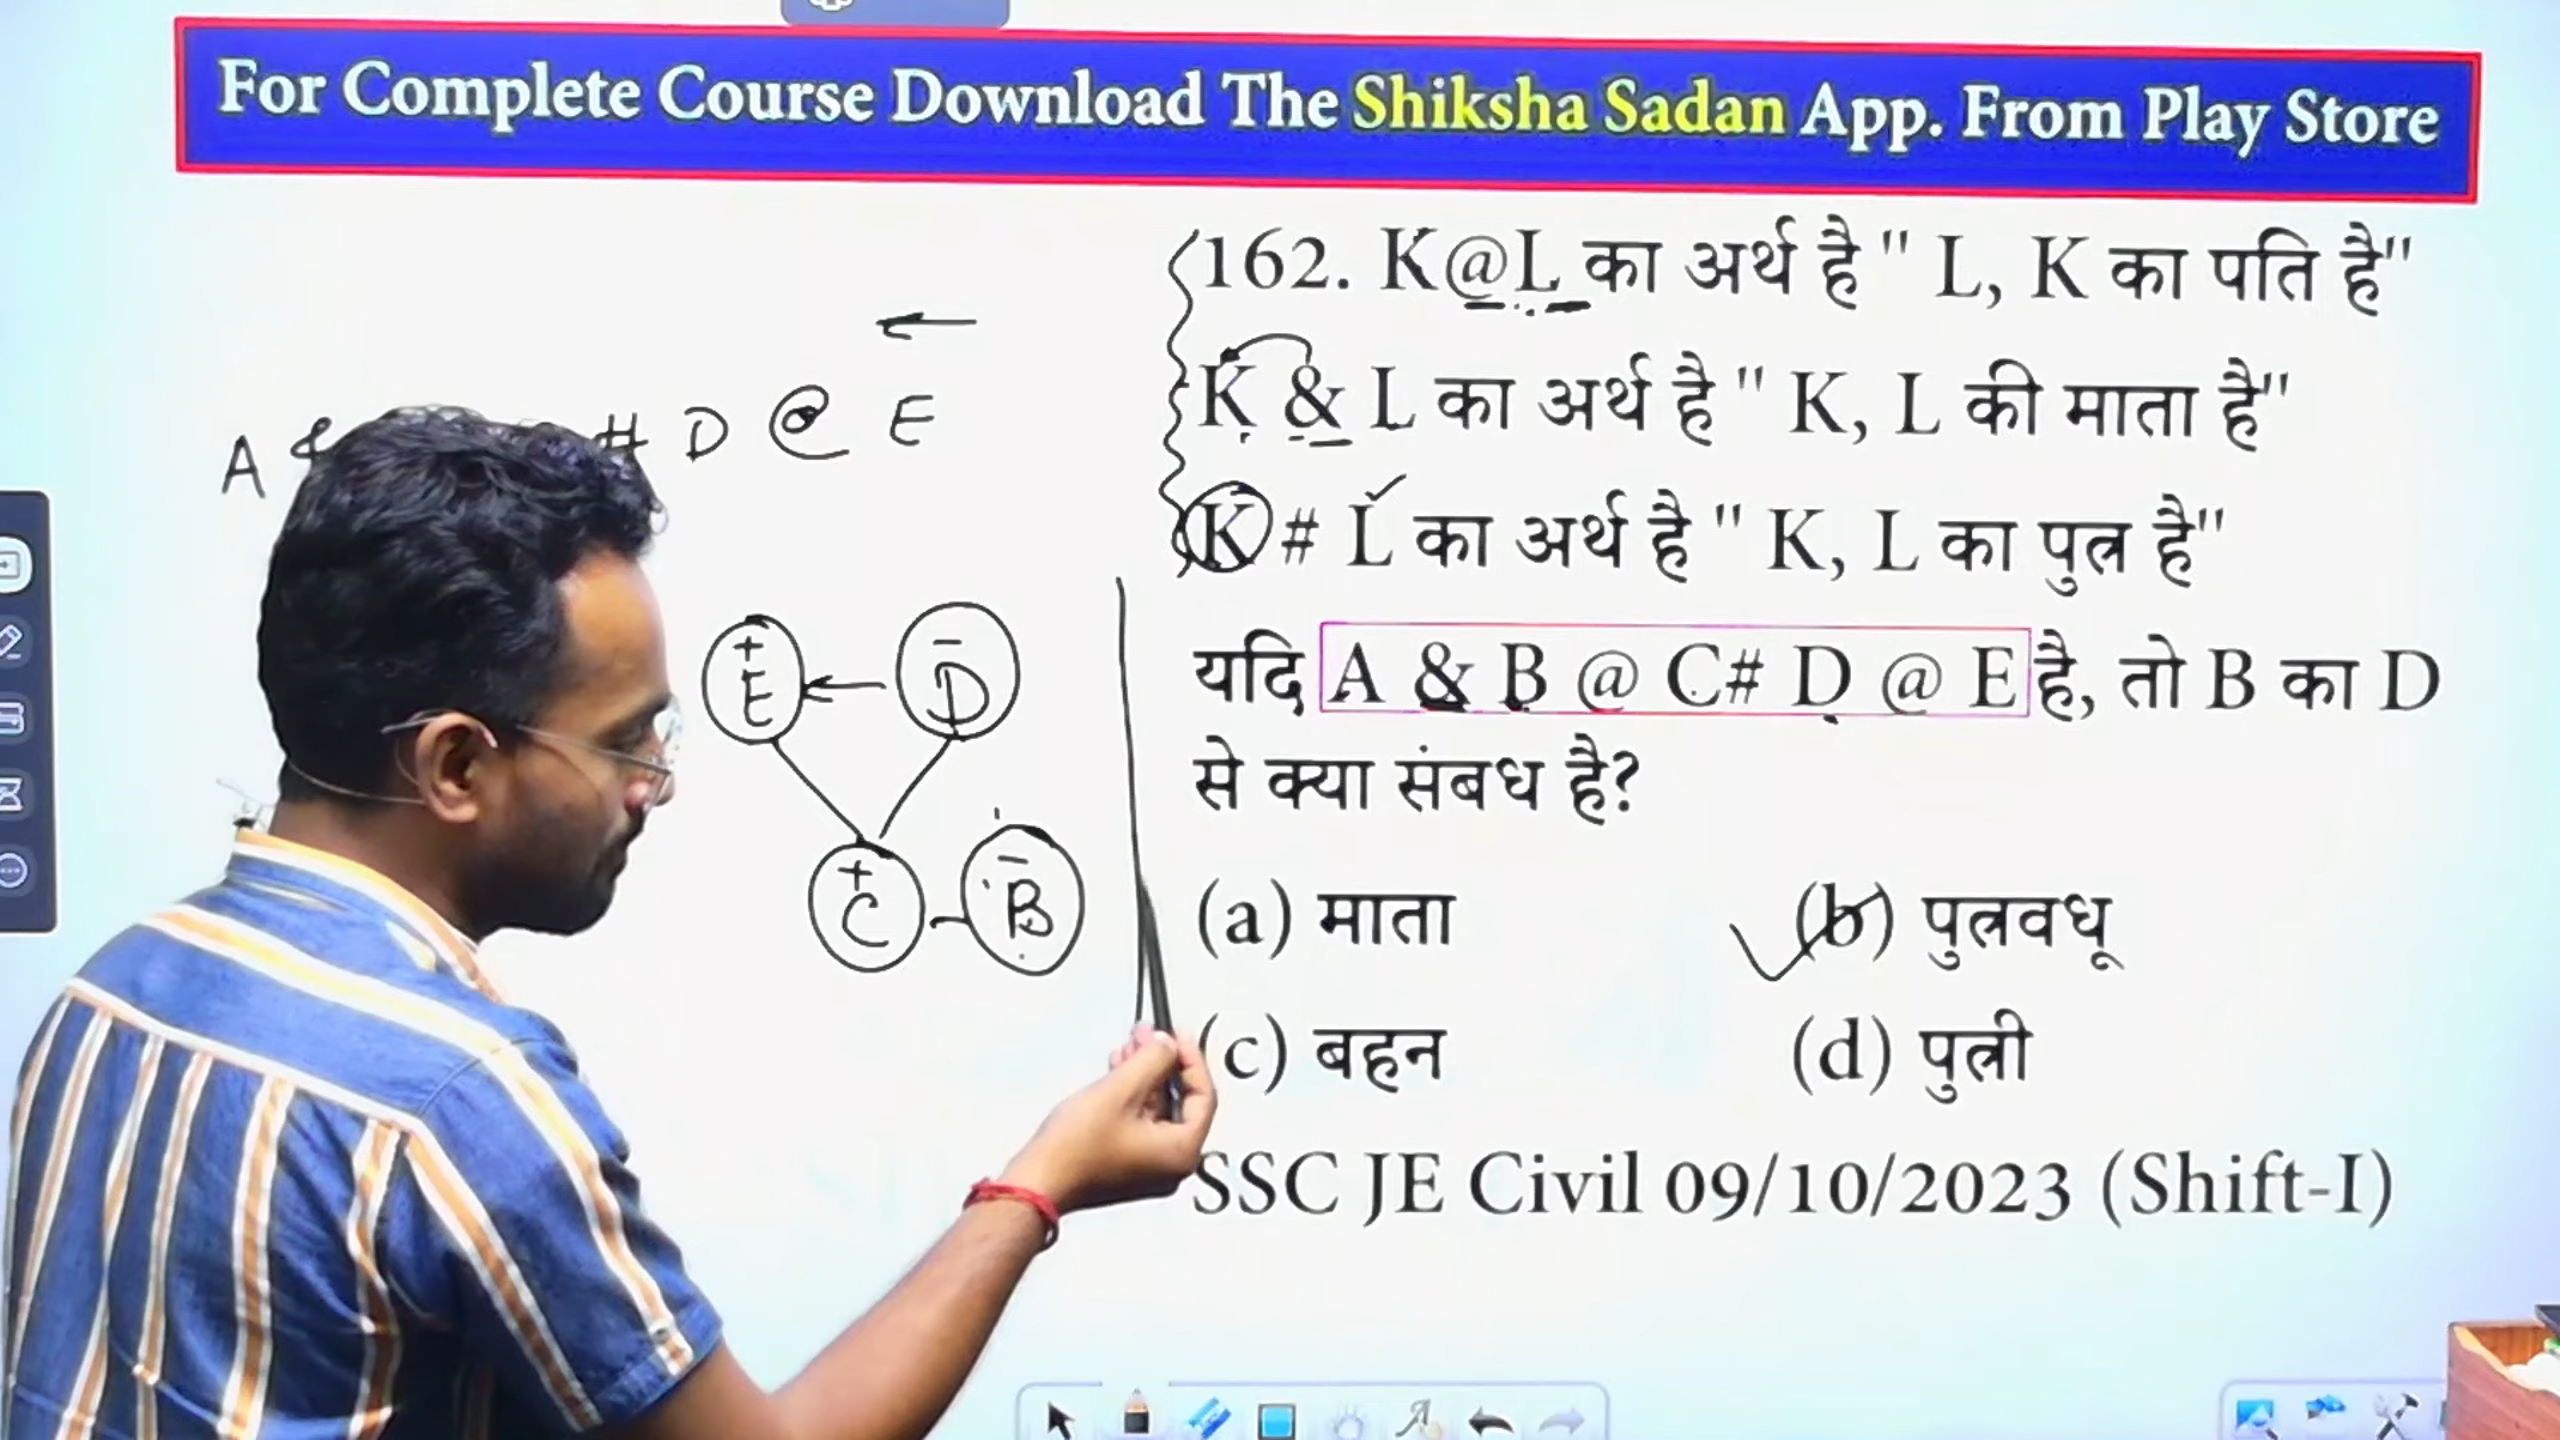 For Complete Course Download The Shiksha Sadan App. From Play Store
162. K@L का अर्थ है " L, K का पति है"
K & L का अर्थ है " K, L की माता है"
K # L का अर्थ है " K, L का पुत्र है"
यदि A & B @ C# D @ E है, तो B का D
से क्या संबध है?
(a) माता (b) पुत्रवधू
(c) बहन (d) पुत्री
SSC JE Civil 09/10/2023 (Shift-I)
A & # D @ E
+ E - D
+ C - B